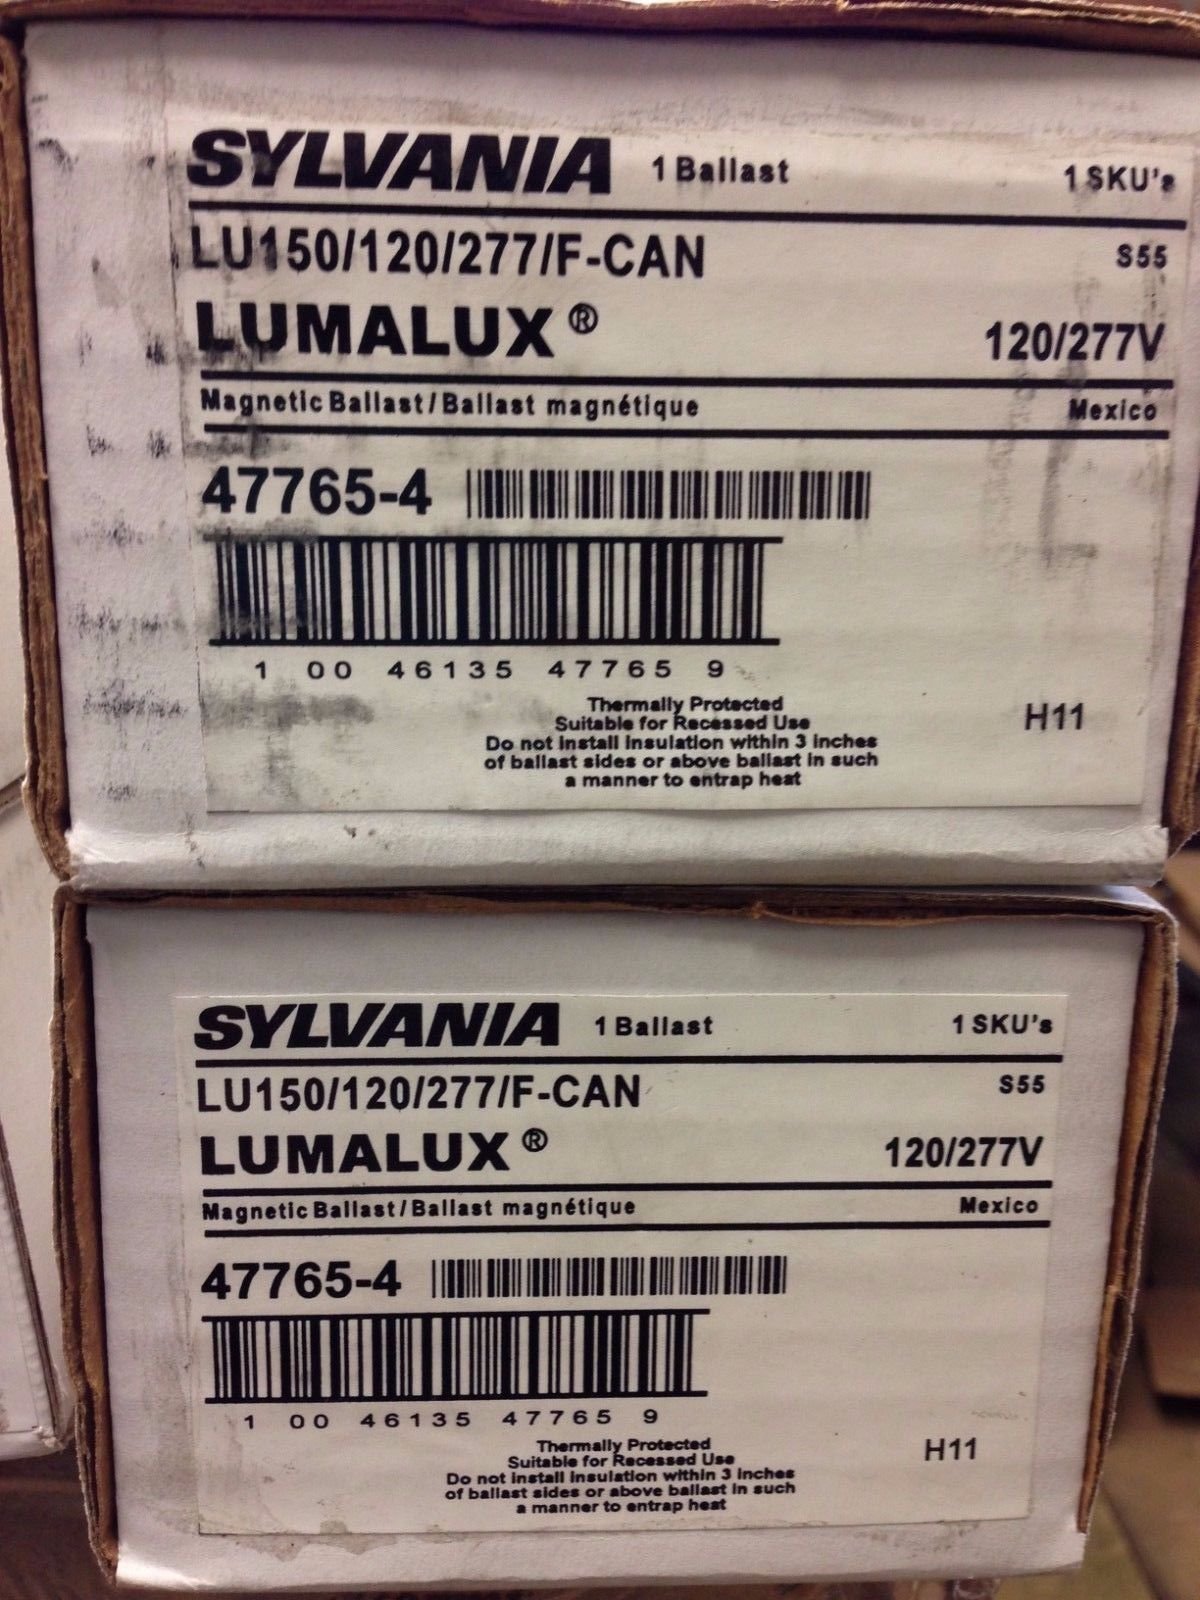 SYLVANIA 1 Ballast 1 SKU's
LU150/120/277/F-CAN S55
LUMALUX® 120/277V
Magnetic Ballast/Ballast magnétique Mexico
47765-4
1 00 46135 47765 9
Thermally Protected
Suitable for Recessed Use
Do not install insulation within 3 inches
of ballast sides or above ballast in such
a manner to entrap heat
H11
SYLVANIA 1 Ballast 1 SKU's
LU150/120/277/F-CAN S55
LUMALUX® 120/277V
Magnetic Ballast/Ballast magnétique Mexico
47765-4
1 00 46135 47765 9
Thermally Protected
Suitable for Recessed Use
Do not install insulation within 3 inches
of ballast sides or above ballast in such
a manner to entrap heat
H11